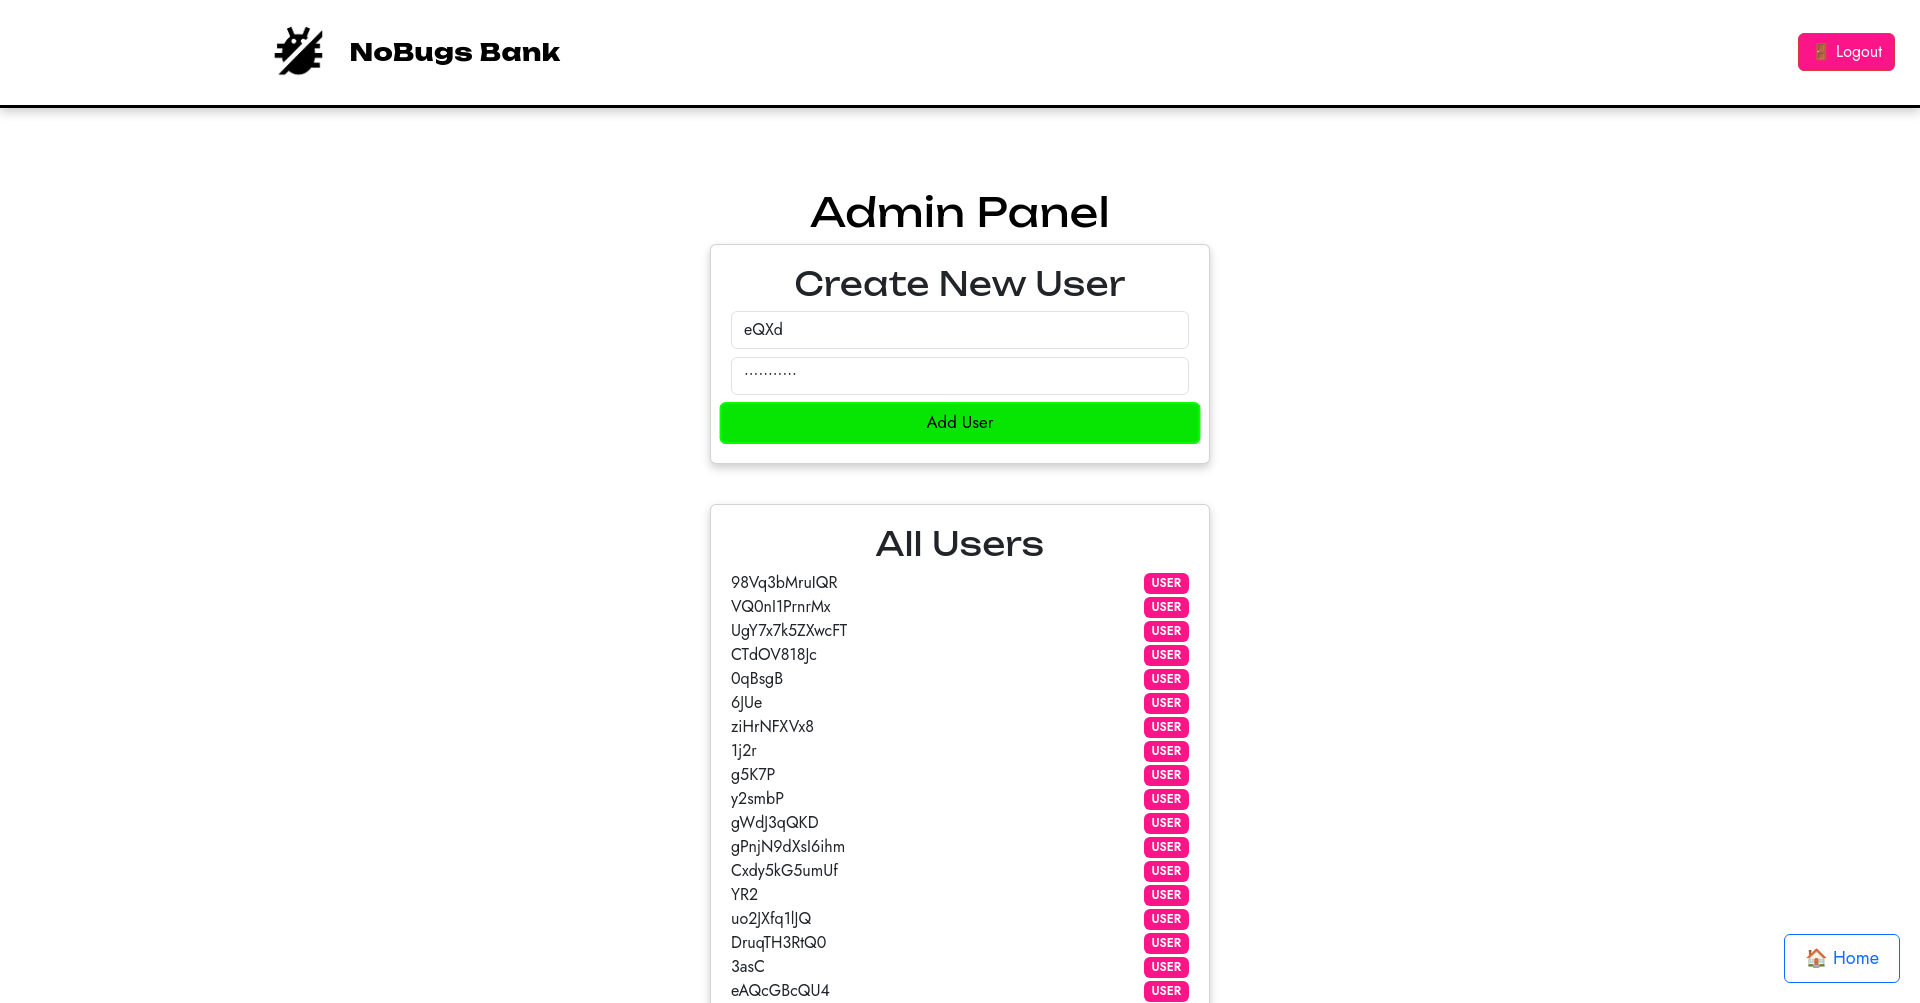 NoBugs Bank
🚪 Logout
Admin Panel
Create New User
eQXd
...........
Add User
All Users
98Vq3bMruIQR USER
VQ0nI1PrnrMx USER
UgY7x7k5ZXwcFT USER
CTdOV818Jc USER
0qBsgB USER
6JUe USER
ziHrNFXVx8 USER
1j2r USER
g5K7P USER
y2smbP USER
gWdJ3qQKD USER
gPnjN9dXsI6ihm USER
Cxdy5kG5umUf USER
YR2 USER
uo2JXfq1lJQ USER
DruqTH3RtQ0 USER
3asC USER
eAQcGBcQU4 USER
🏠 Home